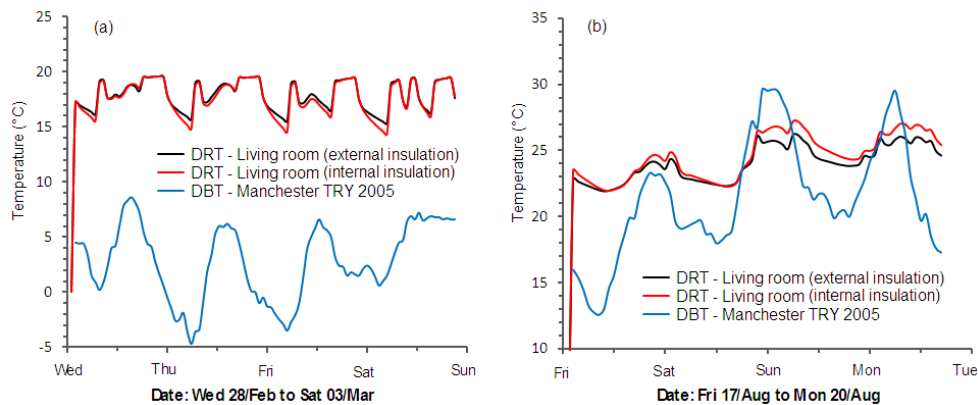 (a)
25
20
15
10
5
0
-5
Temperature (°C)
DRT - Living room (external insulation)
DRT - Living room (internal insulation)
DBT - Manchester TRY 2005
Wed Thu Fri Sat Sun
Date: Wed 28/Feb to Sat 03/Mar
(b)
35
30
25
20
15
10
Temperature (°C)
DRT - Living room (external insulation)
DRT - Living room (internal insulation)
DBT - Manchester TRY 2005
Fri Sat Sun Mon Tue
Date: Fri 17/Aug to Mon 20/Aug